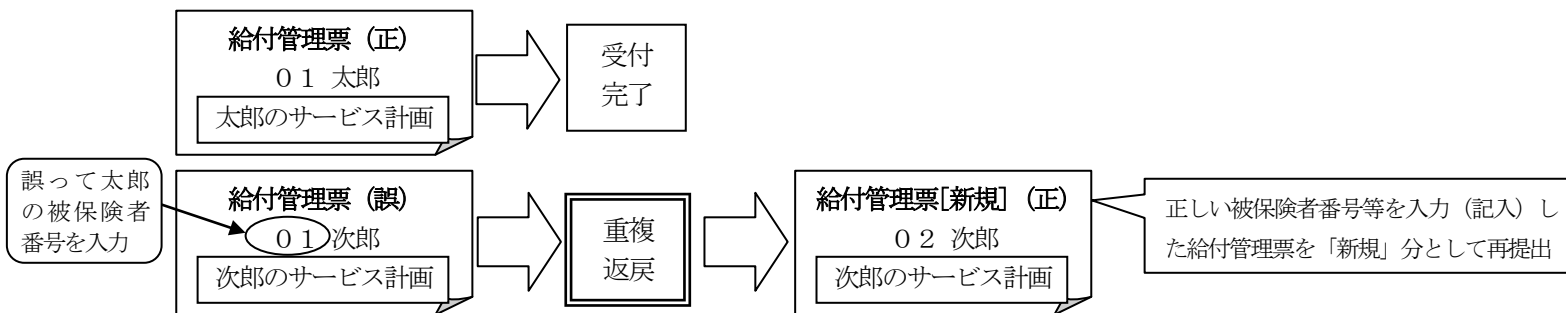 給付管理票（正）
０１ 太郎
太郎のサービス計画
受付
完了
誤って太郎
の被保険者
番号を入力
給付管理票（誤）
０１ 次郎
次郎のサービス計画
重複
返戻
給付管理票[新規]（正）
０２ 次郎
次郎のサービス計画
正しい被保険者番号等を入力（記入）し
た給付管理票を「新規」分として再提出